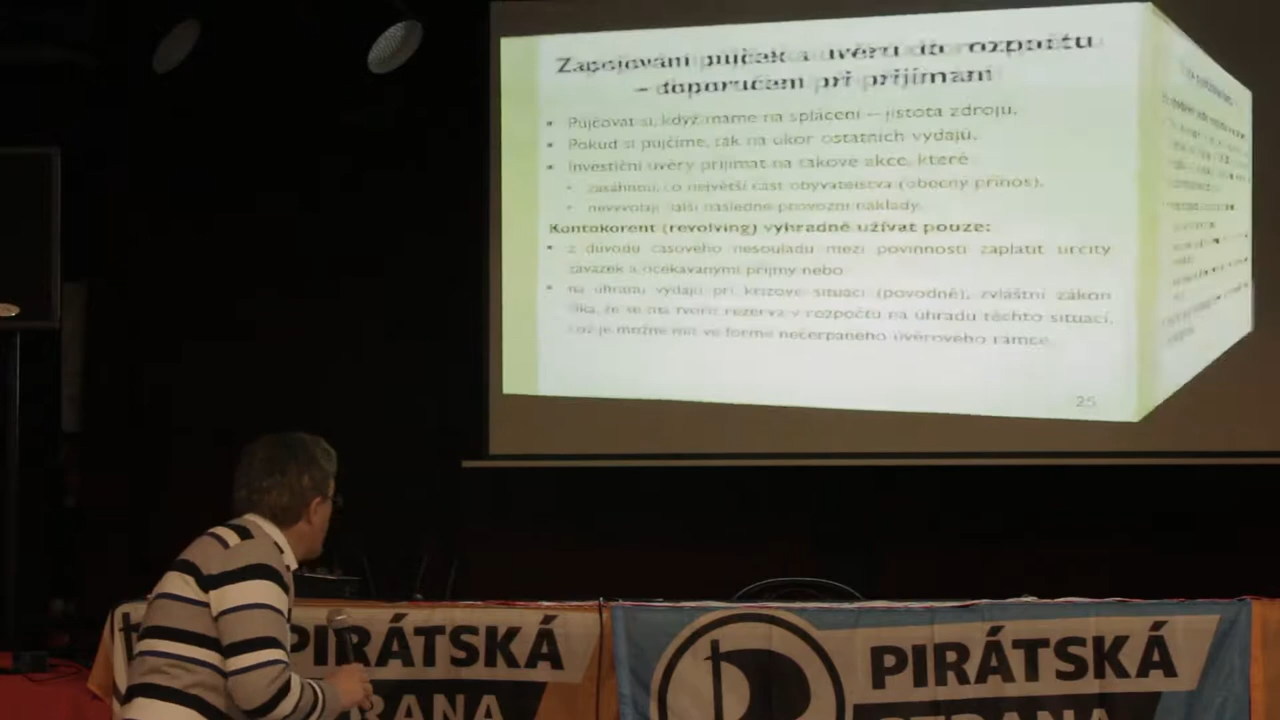 Zapojování půjček a úvěrů do rozpočtu
– doporučení při přijímání
Půjčovat si, když máme na splácení – jistota zdrojů,
Pokud si půjčíme, tak na úkor ostatních výdajů,
Investiční úvěry přijímat na takové akce, které
zasáhnou co největší část obyvatelstva (obecný přínos),
nevyvolají další následné provozní náklady.
Kontokorent (revolving) výhradně užívat pouze:
z důvodu časového nesouladu mezi povinností zaplatit určitý
závazek a očekávanými příjmy nebo
na úhradu výdajů při krizové situaci (povodně), zvláštní zákon
říká, že se má tvořit rezerva v rozpočtu na úhradu těchto situací,
což je možné mít ve formě nečerpaného úvěrového rámce.
25
PIRÁTSKÁ
RANA
PIRÁTSKÁ
STRANA